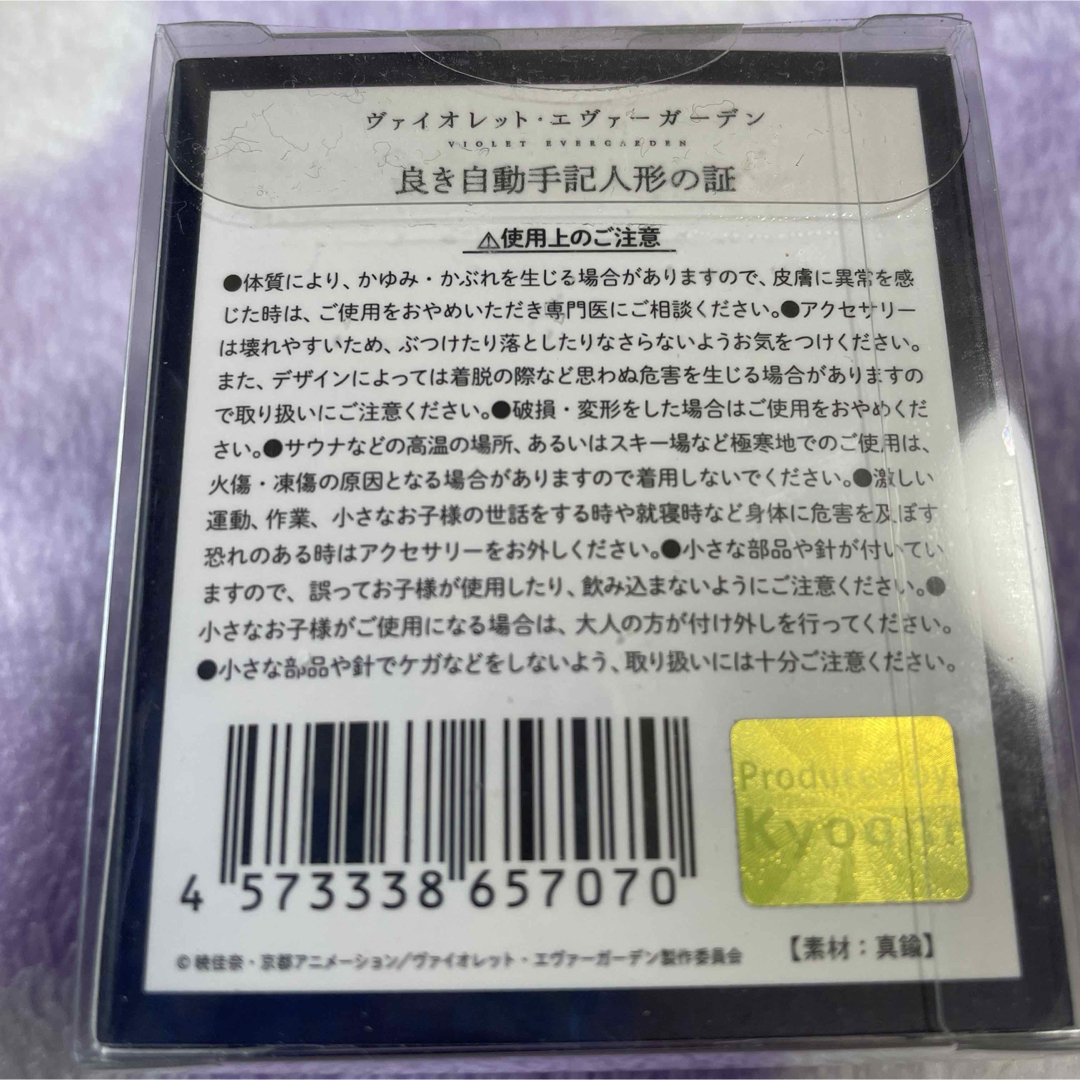 ヴァイオレット・エヴァーガーデン
VIOLET EVERGARDEN
良き自動手記人形の証
⚠使用上のご注意
●体質により、かゆみ・かぶれを生じる場合がありますので、皮膚に異常を感
じた時は、ご使用をおやめいただき専門医にご相談ください。●アクセサリー
は壊れやすいため、ぶつけたり落としたりなさらないようお気をつけください。
また、デザインによっては着脱の際など思わぬ危害を生じる場合がありますの
で取り扱いにご注意ください。●破損・変形をした場合はご使用をおやめくだ
さい。●サウナなどの高温の場所、あるいはスキー場など極寒地でのご使用は、
火傷・凍傷の原因となる場合がありますので着用しないでください。●激しい
運動、作業、小さなお子様の世話をする時や就寝時など身体に危害を及ぼす
恐れのある時はアクセサリーをお外しください。●小さな部品や針が付いてい
ますので、誤ってお子様が使用したり、飲み込まないようにご注意ください。●
小さなお子様がご使用になる場合は、大人の方が付け外しを行ってください。
●小さな部品や針でケガなどをしないよう、取り扱いには十分ご注意ください。
Produced by
Kyoani
4 573338 657070
【素材：真鍮】
©暁佳奈・京都アニメーション/ヴァイオレット・エヴァーガーデン製作委員会